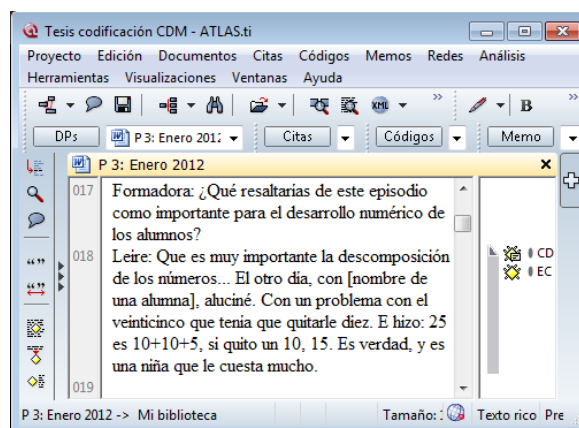 Tesis codificación CDM - ATLAS.ti
Proyecto Edición Documentos Citas Códigos Memos Redes Análisis
Herramientas Visualizaciones Ventanas Ayuda
XML B
DPs P 3: Enero 201 Citas Códigos Memo
P 3: Enero 2012
017 Formadora: ¿Qué resaltarías de este episodio
como importante para el desarrollo numérico de
los alumnos?
018 Leire: Que es muy importante la descomposición
de los números... El otro día, con [nombre de
una alumna], aluciné. Con un problema con el
veinticinco que tenia que quitarle diez. E hizo: 25
es 10+10+5, si quito un 10, 15. Es verdad, y es
una niña que le cuesta mucho.
019
CD
EC
P 3: Enero 2012 -> Mi biblioteca Tamaño: Texto rico Pre